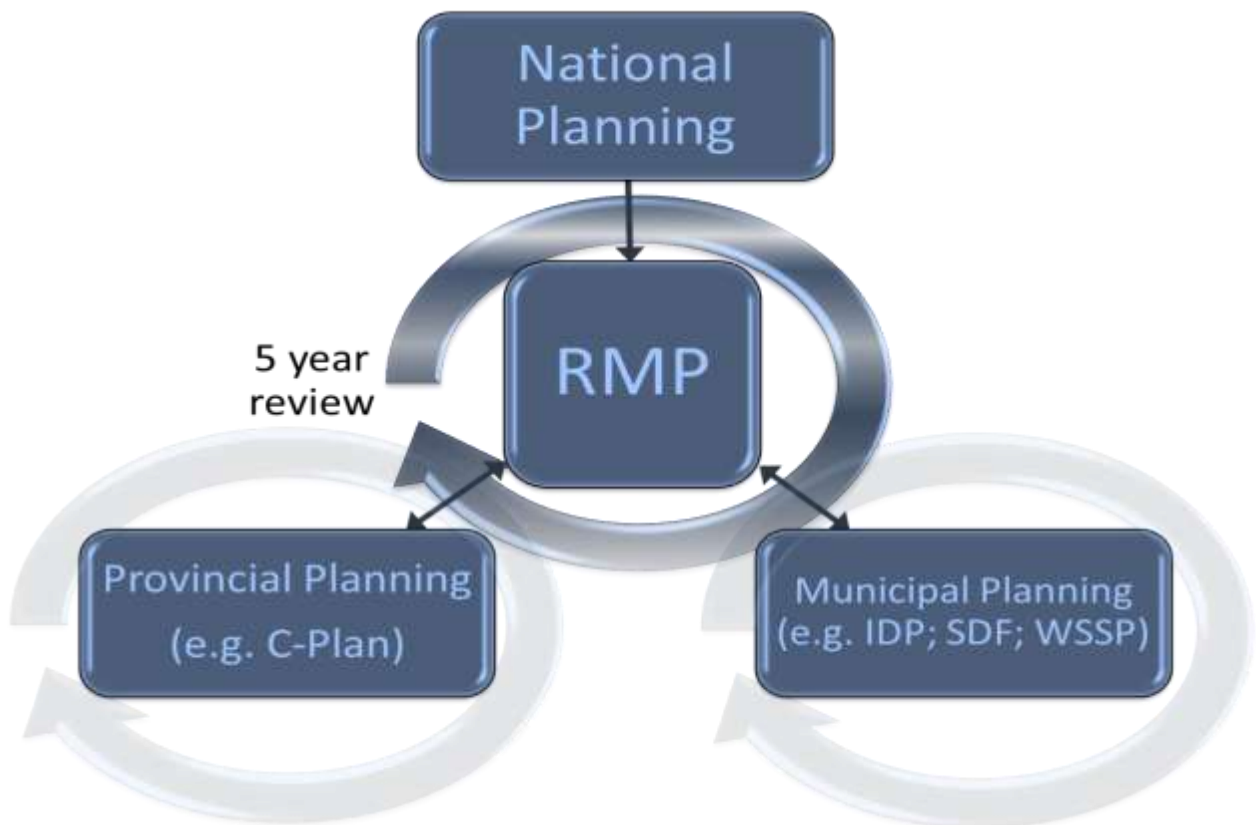 National
Planning
RMP
5 year
review
Provincial Planning
(e.g. C-Plan)
Municipal Planning
(e.g. IDP; SDF; WSSP)